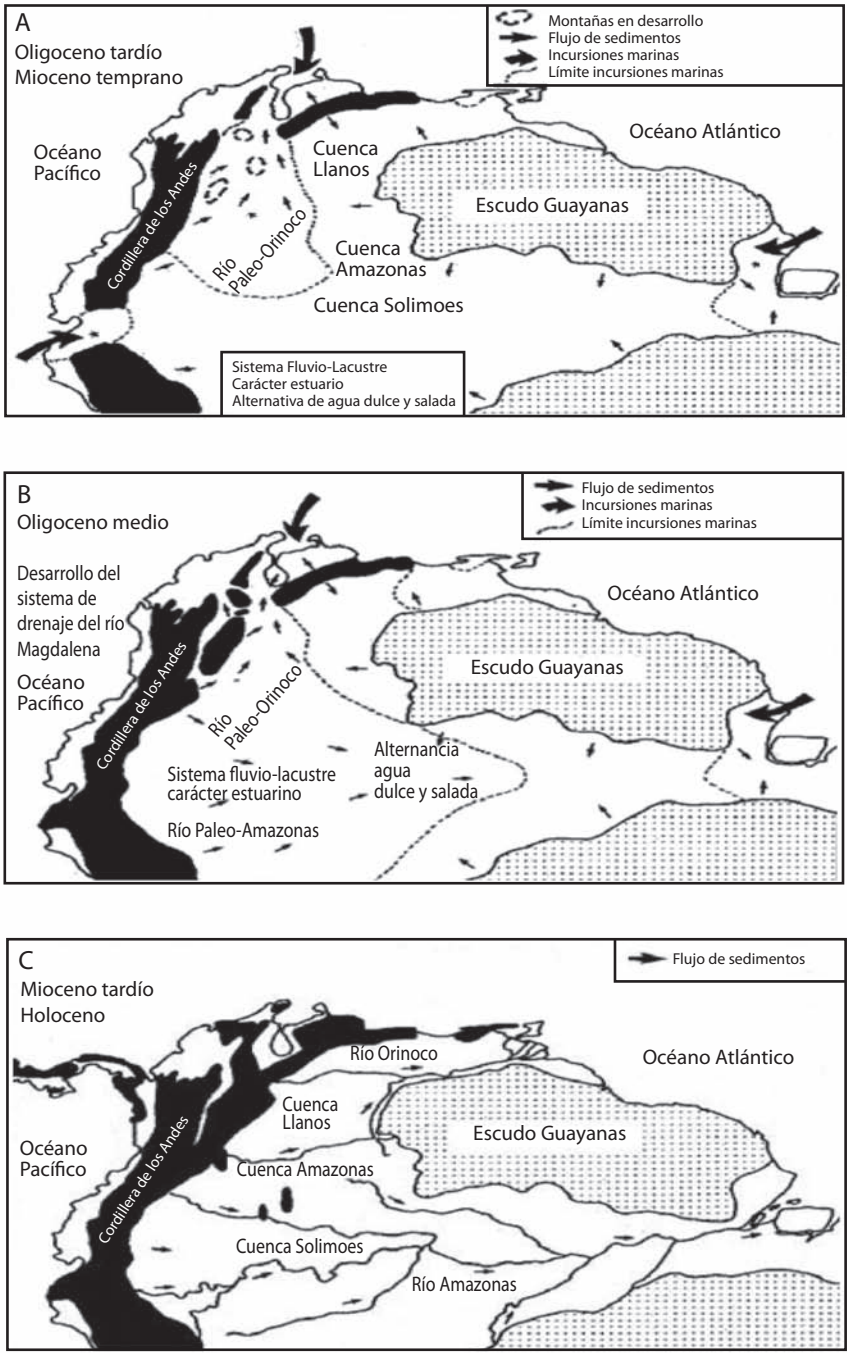 A
Oligoceno tardío
Mioceno temprano
Montañas en desarrollo
Flujo de sedimentos
Incursiones marinas
Límite incursiones marinas
Océano
Pacífico
Océano Atlántico
Cordillera de los Andes
Cuenca
Llanos
Escudo Guayanas
Río
Paleo-Orinoco
Cuenca
Amazonas
Cuenca Solimoes
Sistema Fluvio-Lacustre
Carácter estuario
Alternativa de agua dulce y salada
B
Oligoceno medio
Flujo de sedimentos
Incursiones marinas
Límite incursiones marinas
Desarrollo del
sistema de
drenaje del río
Magdalena
Océano
Pacífico
Océano Atlántico
Cordillera de los Andes
Escudo Guayanas
Río
Paleo-Orinoco
Alternancia
agua
dulce y salada
Sistema fluvio-lacustre
carácter estuarino
Río Paleo-Amazonas
C
Mioceno tardío
Holoceno
Flujo de sedimentos
Río Orinoco
Océano Atlántico
Océano
Pacífico
Cordillera de los Andes
Cuenca
Llanos
Escudo Guayanas
Cuenca Amazonas
Cuenca Solimoes
Río Amazonas